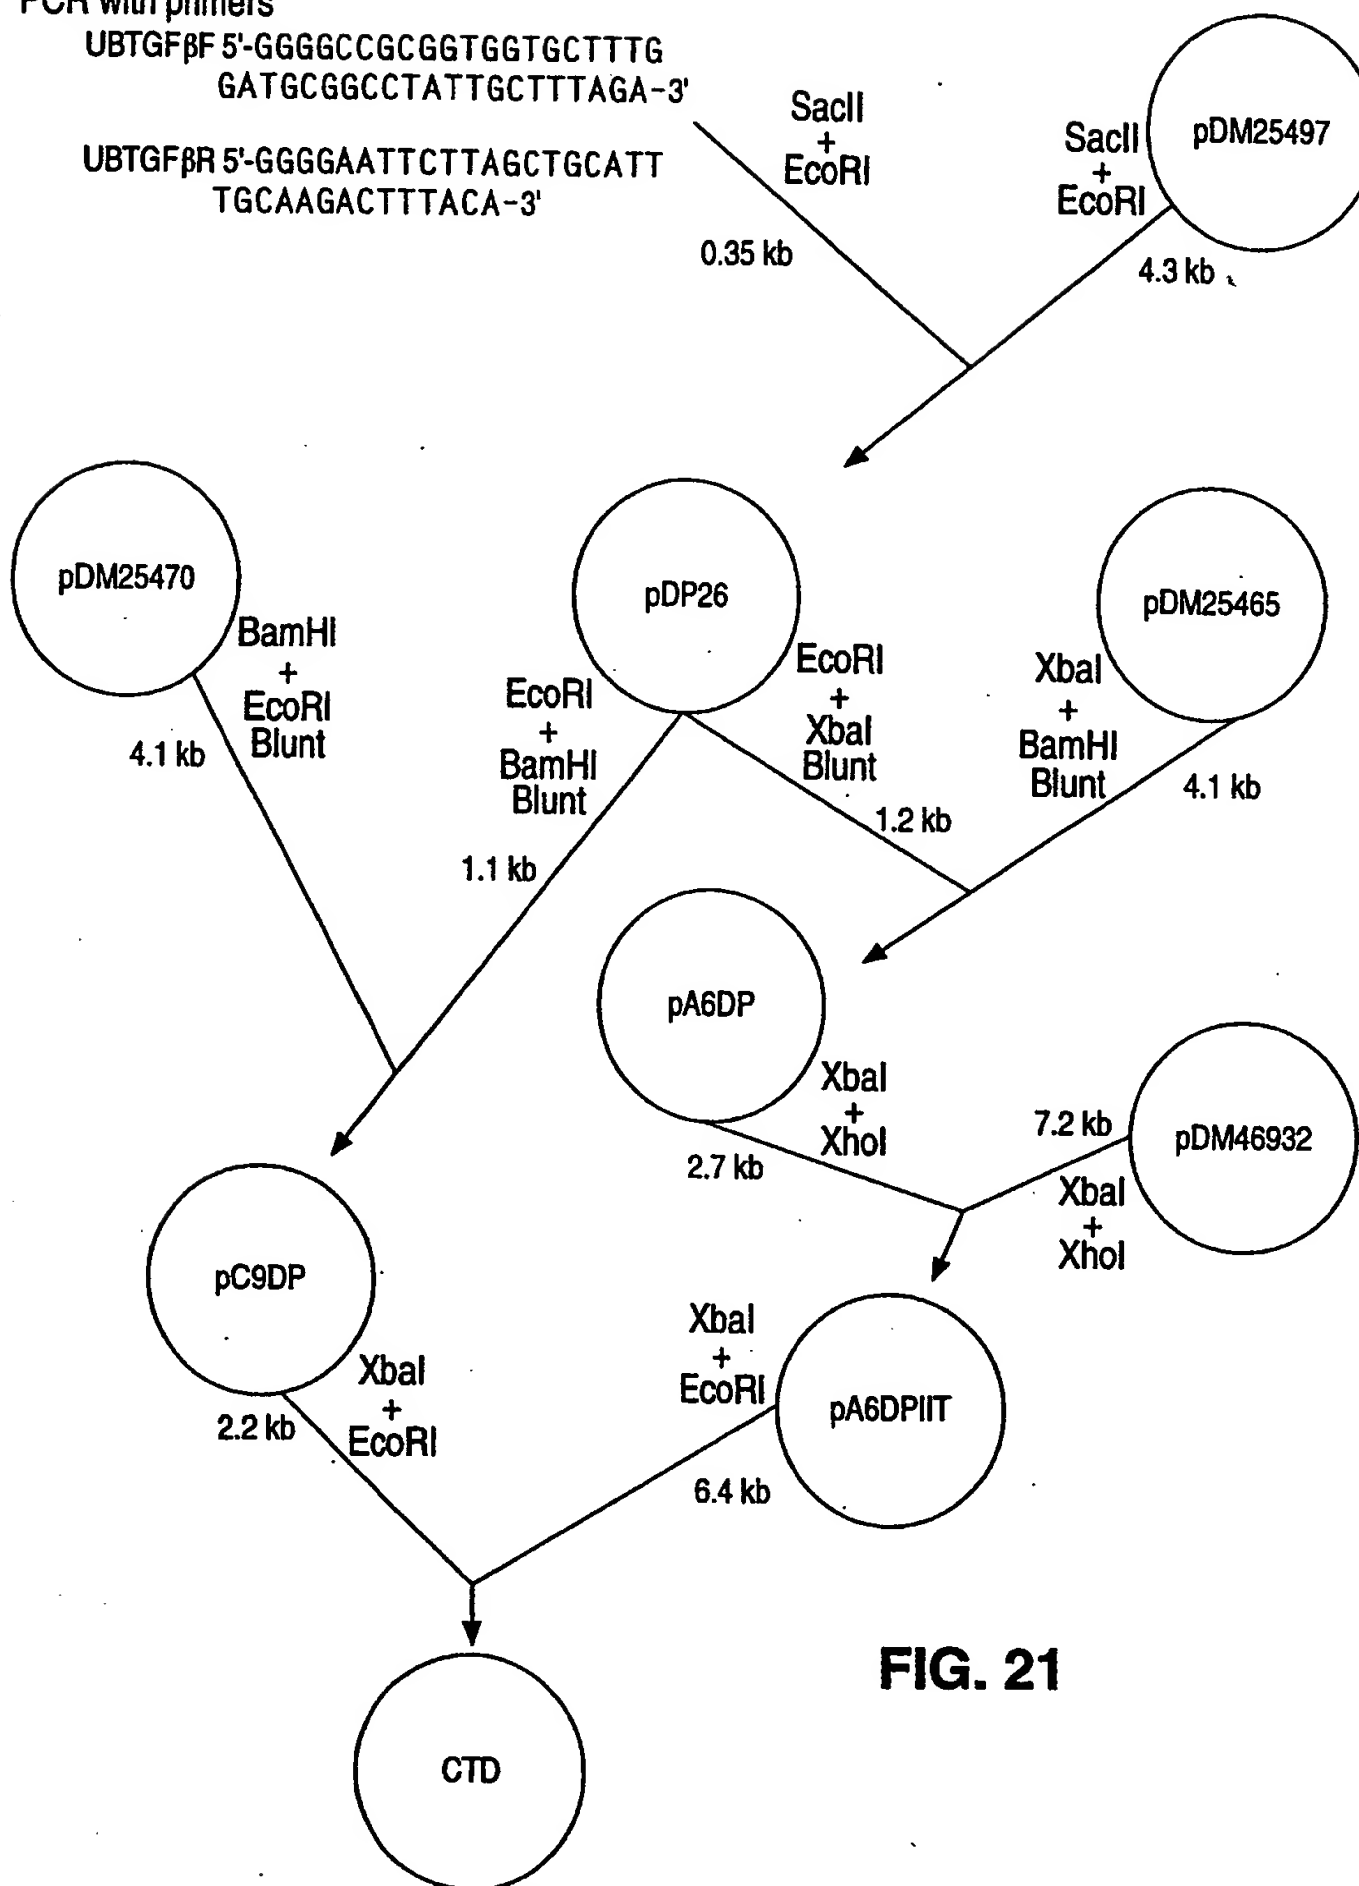 PCR with primers
UBTGFβF 5'-GGGGCCGCGGTGGTGCTTTG
GATGCGGCCTATTGCTTTAGA-3'
UBTGFβR 5'-GGGGAATTCTTAGCTGCATT
TGCAAGACTTTACA-3'
SacII
+
EcoRI
0.35 kb
SacII
+
EcoRI
pDM25497
4.3 kb
pDM25470
BamHI
+
EcoRI
Blunt
4.1 kb
pDP26
EcoRI
+
BamHI
Blunt
1.1 kb
EcoRI
+
XbaI
Blunt
1.2 kb
pDM25465
XbaI
+
BamHI
Blunt
4.1 kb
pA6DP
XbaI
+
XhoI
2.7 kb
7.2 kb
pDM46932
XbaI
+
XhoI
pC9DP
XbaI
+
EcoRI
2.2 kb
XbaI
+
EcoRI
pA6DPIIT
6.4 kb
CTD
FIG. 21